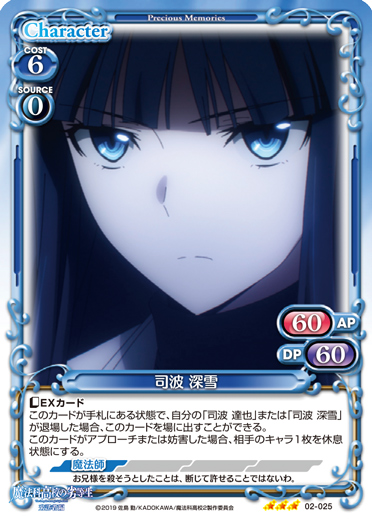 Precious Memories
Character
COST
6
SOURCE
0
60 AP
DP 60
司波 深雪
EXカード
このカードが手札にある状態で、自分の「司波 達也」または「司波 深雪」
が退場した場合、このカードを場に出すことができる。
このカードがアプローチまたは妨害した場合、相手のキャラ1枚を休息
状態にする。
魔法師
お兄様を殺そうとしたことは、断じて許せることではないわ。
魔法科高校の劣等生
来訪者編
02-025
©2019 佐島 勤/KADOKAWA/魔法科高校2製作委員会